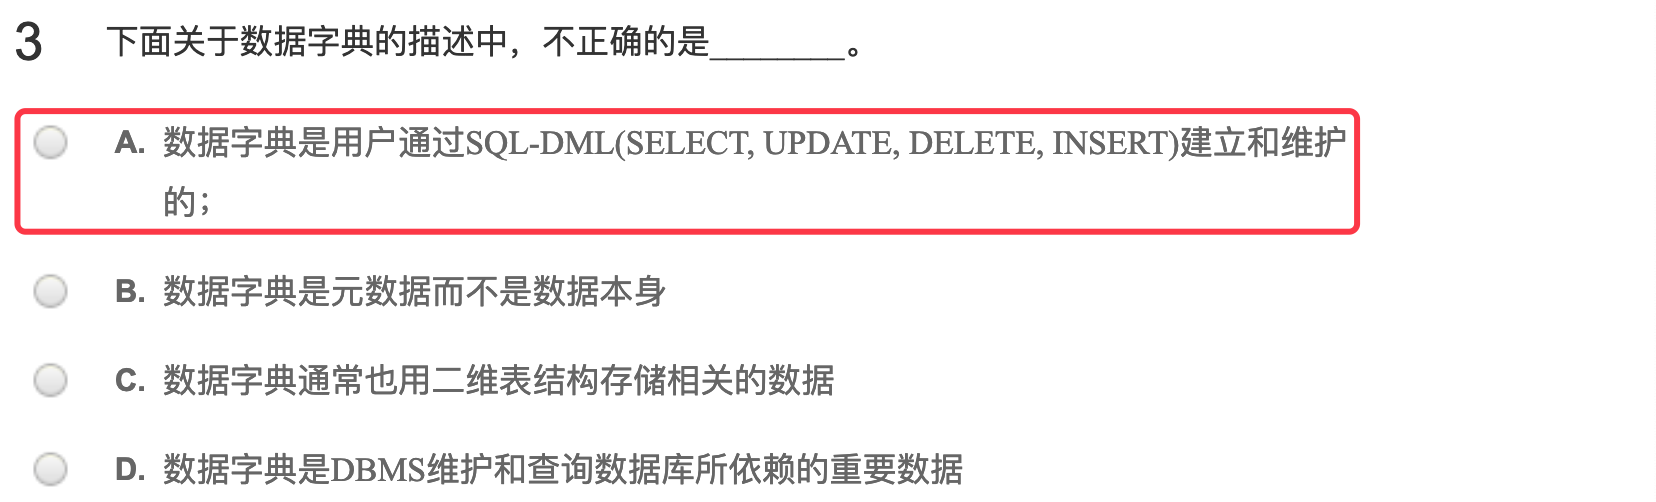 3 下面关于数据字典的描述中，不正确的是________。
A. 数据字典是用户通过SQL-DML(SELECT, UPDATE, DELETE, INSERT)建立和维护
的；
B. 数据字典是元数据而不是数据本身
C. 数据字典通常也用二维表结构存储相关的数据
D. 数据字典是DBMS维护和查询数据库所依赖的重要数据